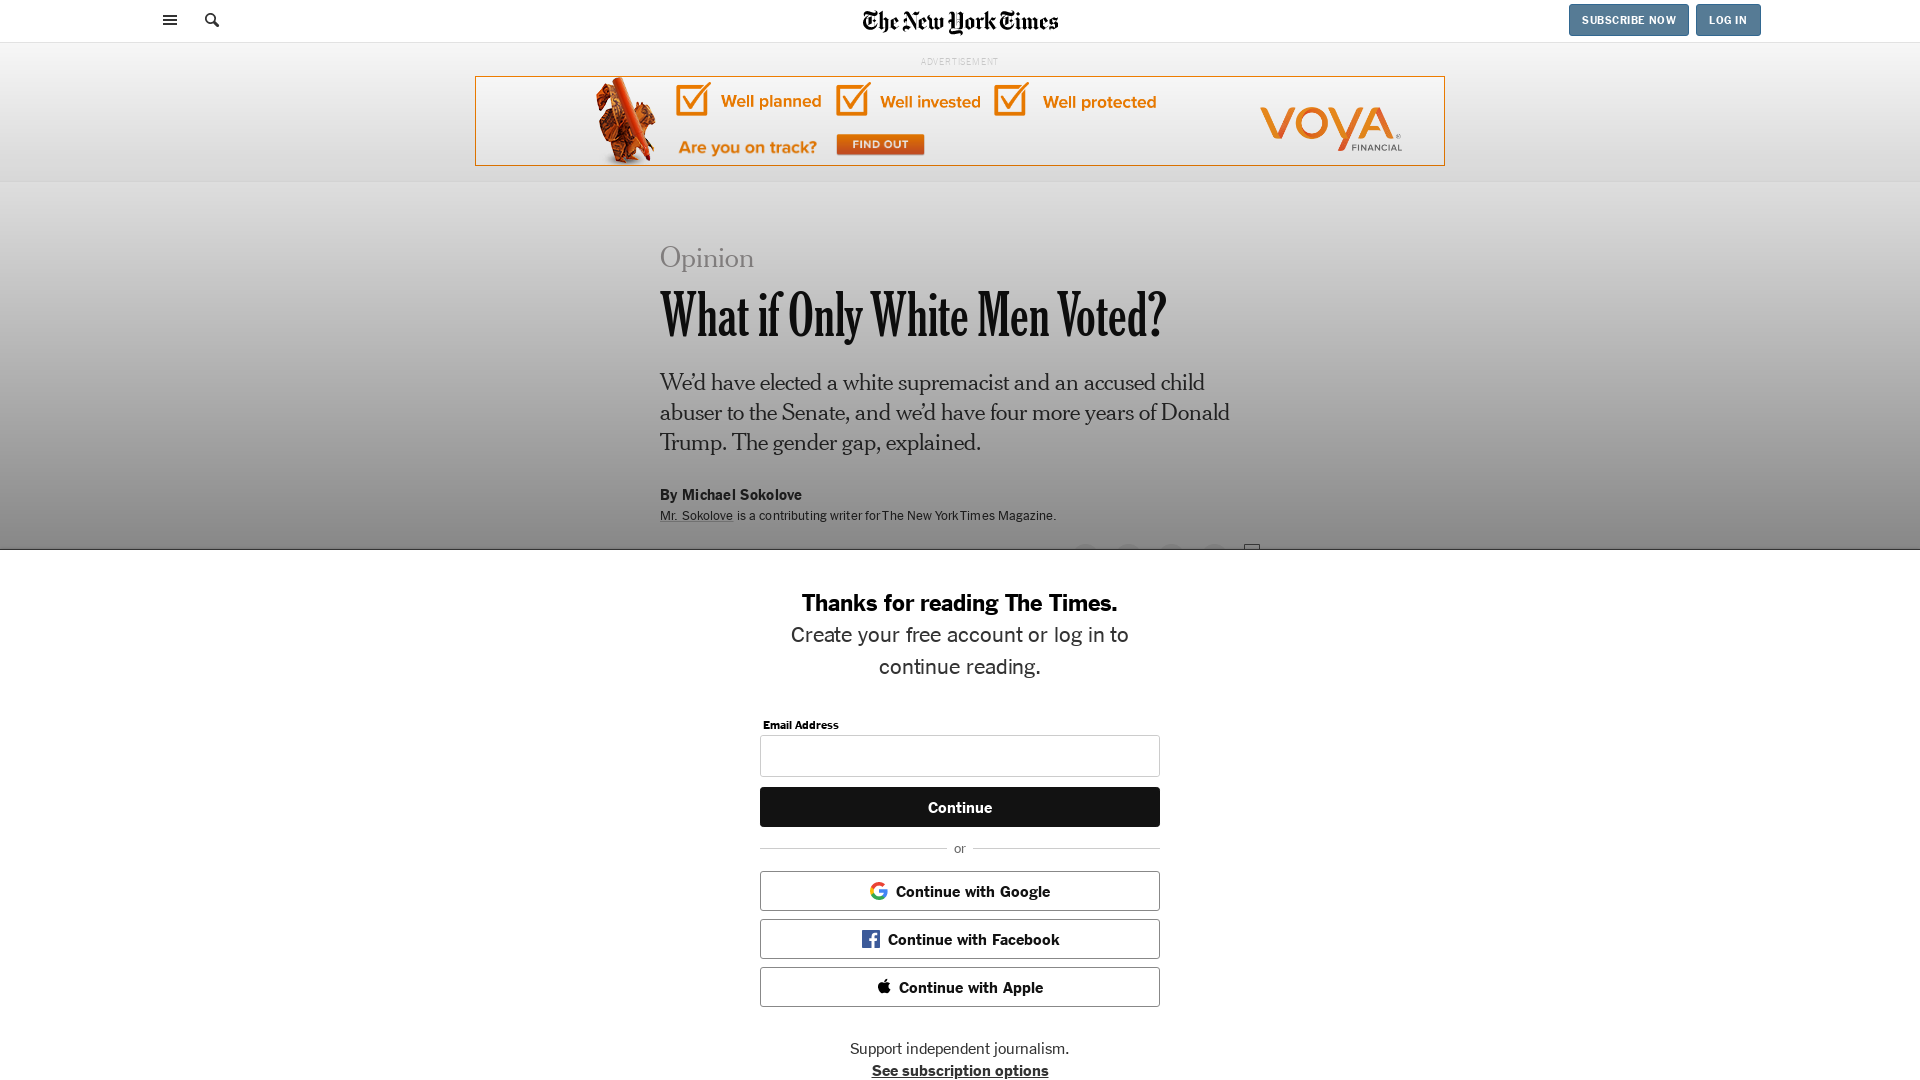 The New York Times
SUBSCRIBE NOW
LOG IN
ADVERTISEMENT
Well planned
Well invested
Well protected
Are you on track?
FIND OUT
VOYA®
FINANCIAL
Opinion
What if Only White Men Voted?
We’d have elected a white supremacist and an accused child
abuser to the Senate, and we’d have four more years of Donald
Trump. The gender gap, explained.
By Michael Sokolove
Mr. Sokolove is a contributing writer for The New York Times Magazine.
Thanks for reading The Times.
Create your free account or log in to
continue reading.
Email Address
Continue
or
Continue with Google
Continue with Facebook
Continue with Apple
Support independent journalism.
See subscription options